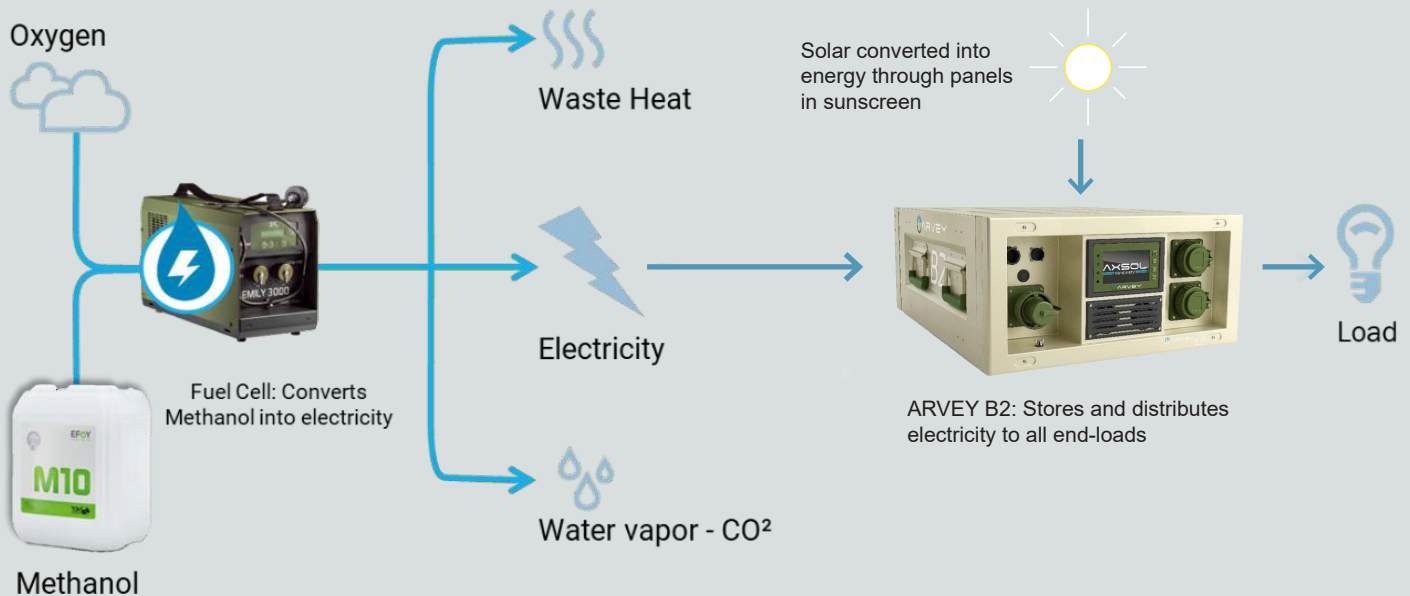 Oxygen
EMILY 3000
Fuel Cell: Converts
Methanol into electricity
EFOY
M10
Methanol
Waste Heat
Electricity
Water vapor - CO²
Solar converted into
energy through panels
in sunscreen
ARVEY
B2
AXSOL
ARVEY
ARVEY B2: Stores and distributes
electricity to all end-loads
Load